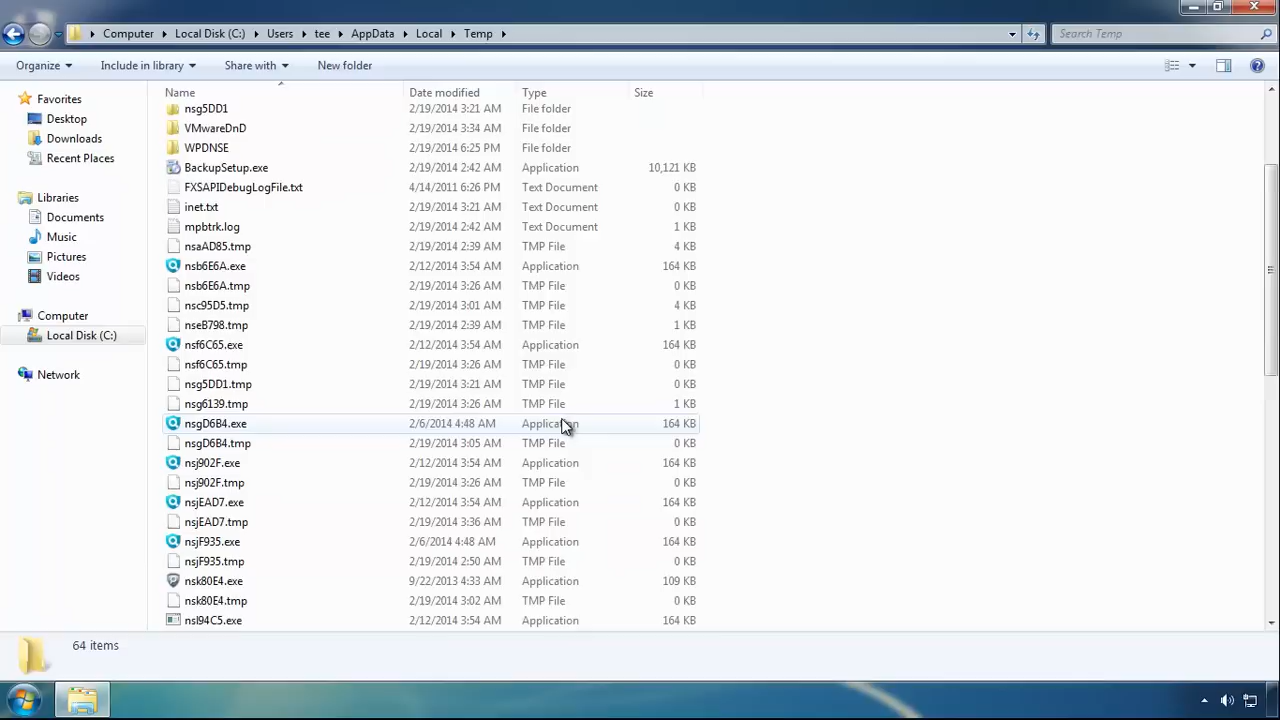 Computer Local Disk (C:) Users tee AppData Local Temp Search Temp
Organize Include in library Share with New folder
Name Date modified Type Size
Favorites
Desktop
Downloads
Recent Places
Libraries
Documents
Music
Pictures
Videos
Computer
Local Disk (C:)
Network
nsg5DD1 2/19/2014 3:21 AM File folder
VMwareDnD 2/19/2014 3:34 AM File folder
WPDNSE 2/19/2014 6:25 PM File folder
BackupSetup.exe 2/19/2014 2:42 AM Application 10,121 KB
FXSAPIDebugLogFile.txt 4/14/2011 6:26 PM Text Document 0 KB
inet.txt 2/19/2014 3:21 AM Text Document 0 KB
mpbtrk.log 2/19/2014 2:42 AM Text Document 1 KB
nsaAD85.tmp 2/19/2014 2:39 AM TMP File 4 KB
nsb6E6A.exe 2/12/2014 3:54 AM Application 164 KB
nsb6E6A.tmp 2/19/2014 3:26 AM TMP File 0 KB
nsc95D5.tmp 2/19/2014 3:01 AM TMP File 4 KB
nseB798.tmp 2/19/2014 2:39 AM TMP File 1 KB
nsf6C65.exe 2/12/2014 3:54 AM Application 164 KB
nsf6C65.tmp 2/19/2014 3:26 AM TMP File 0 KB
nsg5DD1.tmp 2/19/2014 3:21 AM TMP File 0 KB
nsg6139.tmp 2/19/2014 3:26 AM TMP File 1 KB
nsgD6B4.exe 2/6/2014 4:48 AM Application 164 KB
nsgD6B4.tmp 2/19/2014 3:05 AM TMP File 0 KB
nsj902F.exe 2/12/2014 3:54 AM Application 164 KB
nsj902F.tmp 2/19/2014 3:26 AM TMP File 0 KB
nsjEAD7.exe 2/12/2014 3:54 AM Application 164 KB
nsjEAD7.tmp 2/19/2014 3:36 AM TMP File 0 KB
nsjF935.exe 2/6/2014 4:48 AM Application 164 KB
nsjF935.tmp 2/19/2014 2:50 AM TMP File 0 KB
nsk80E4.exe 9/22/2013 4:33 AM Application 109 KB
nsk80E4.tmp 2/19/2014 3:02 AM TMP File 0 KB
nsl94C5.exe 2/12/2014 3:54 AM Application 164 KB
64 items